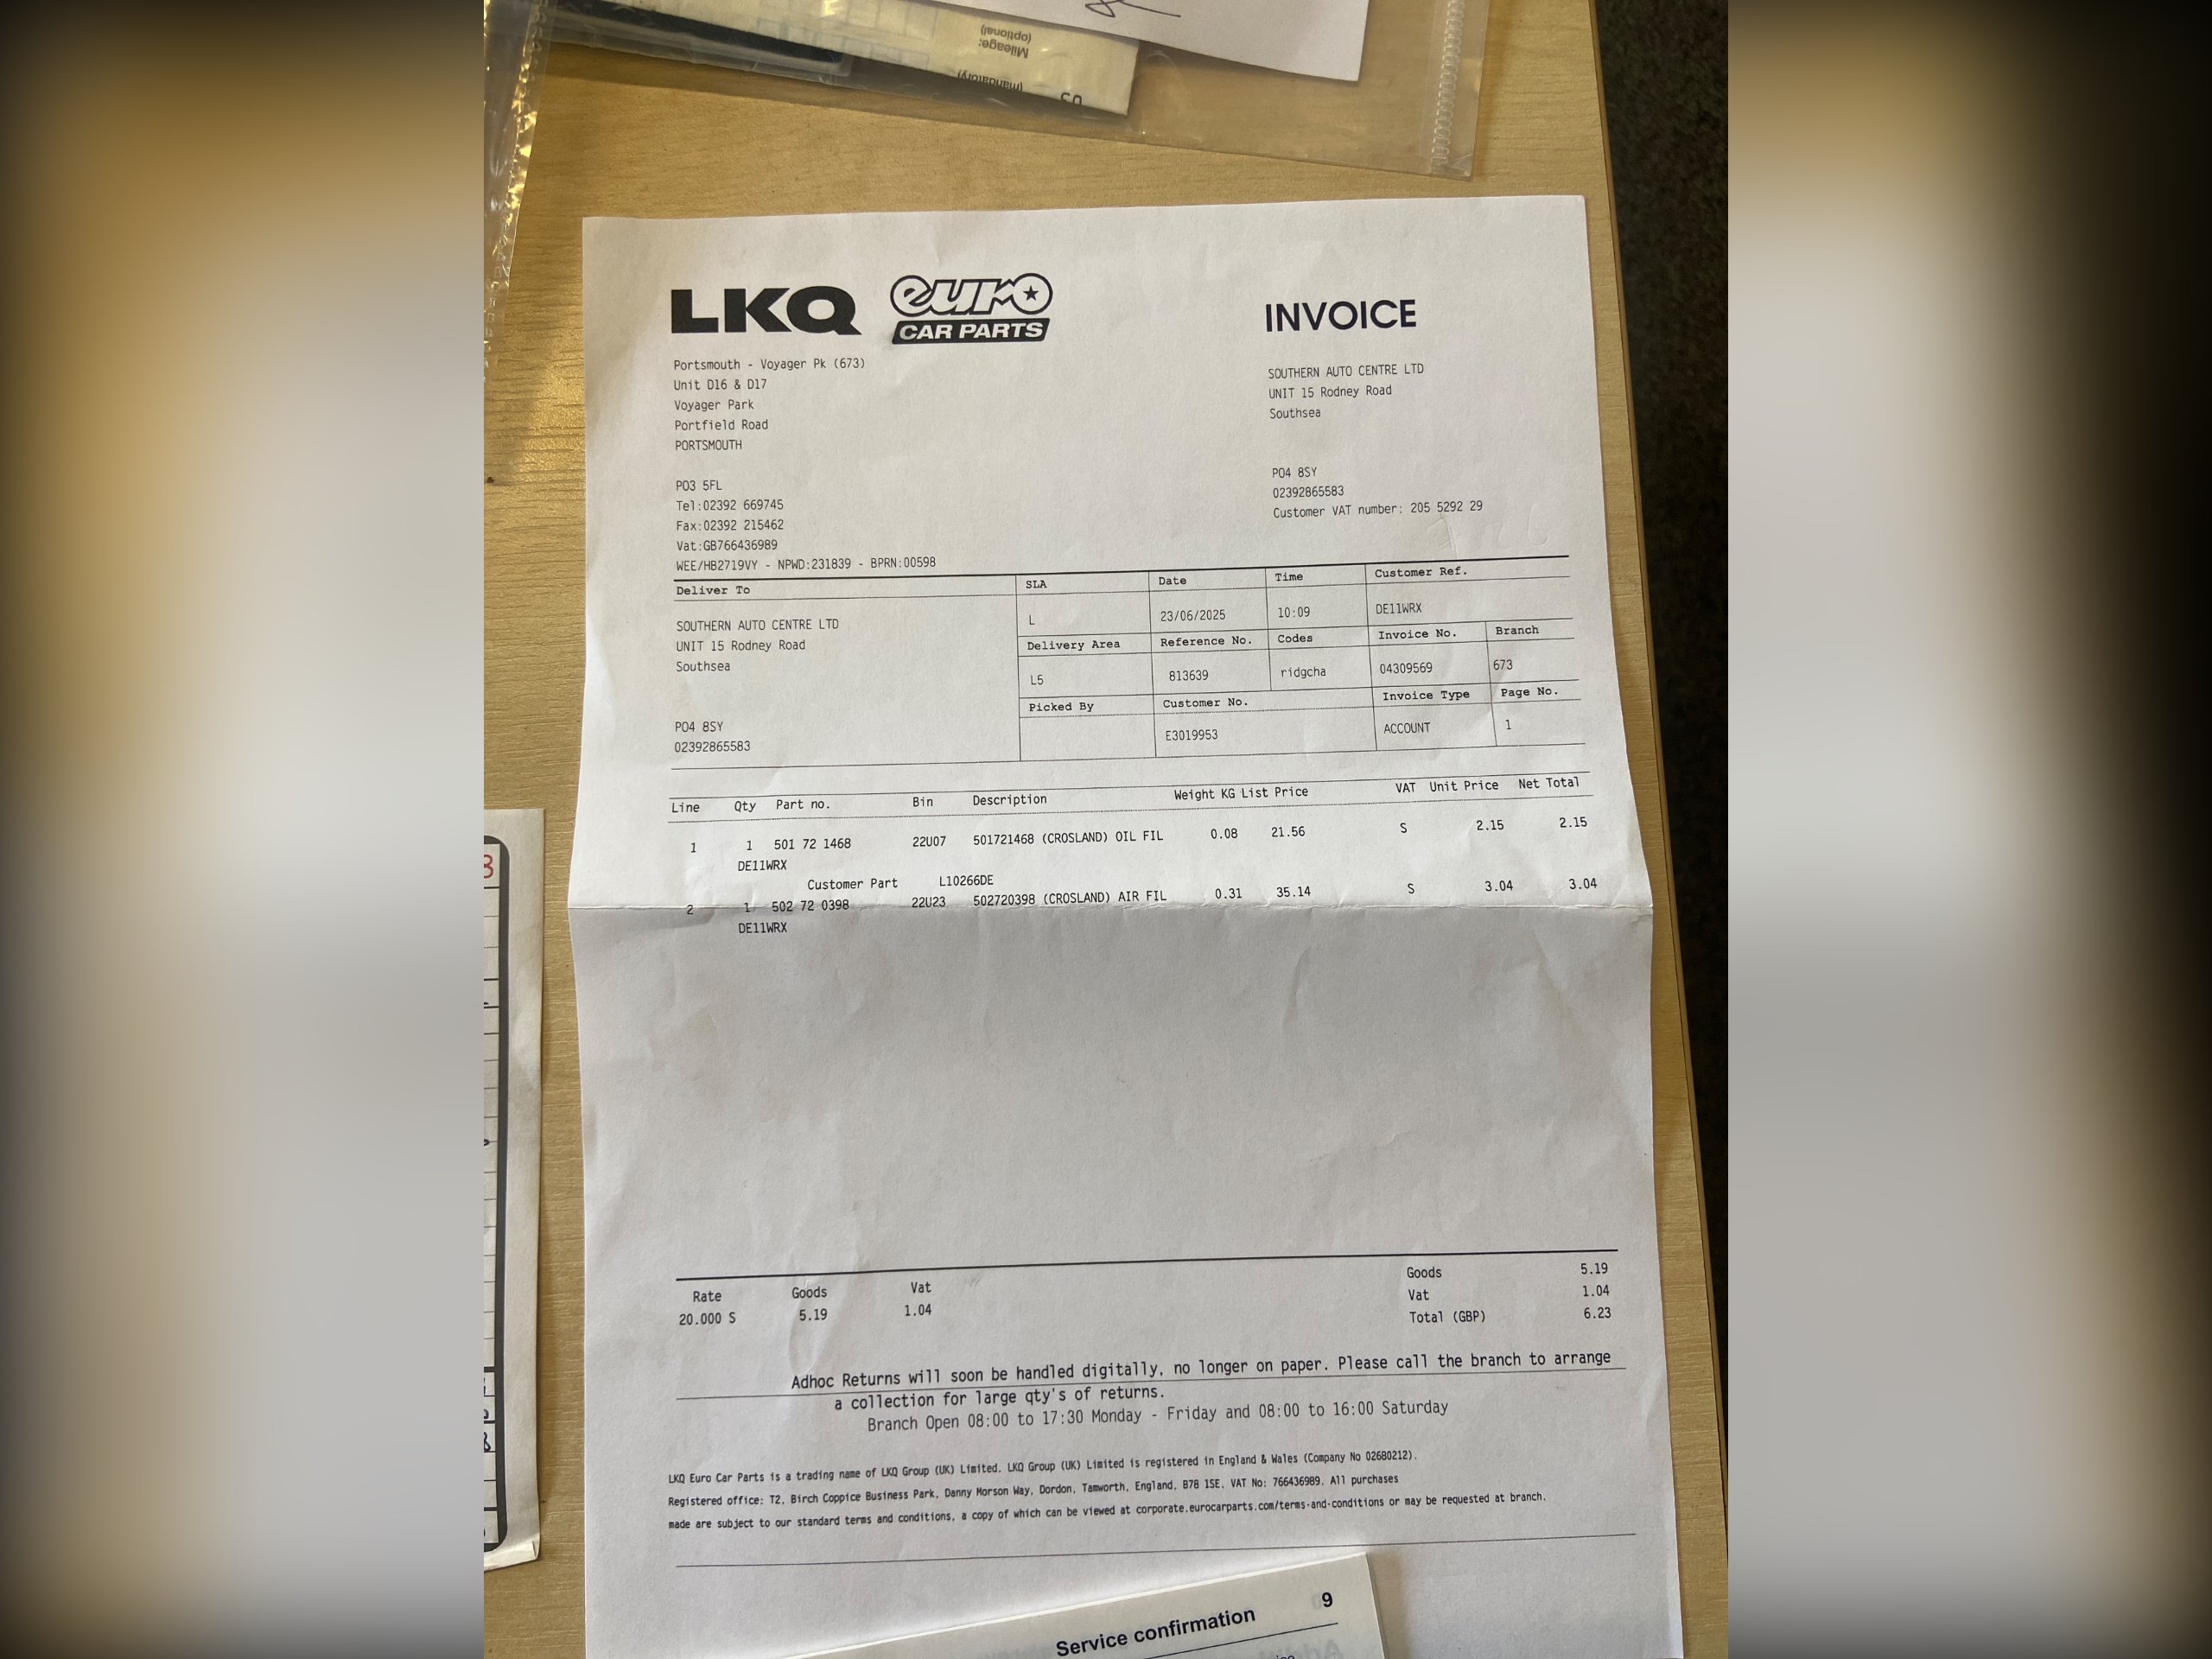 Mileage:
(optional)
(mandatory)
LKQ euro CAR PARTS
INVOICE
Portsmouth - Voyager Pk (673)
Unit D16 & D17
Voyager Park
Portfield Road
PORTSMOUTH
PO3 5FL
Tel:02392 669745
Fax:02392 215462
Vat:GB766436989
WEE/HB2719VY - NPWD:231839 - BPRN:00598
SOUTHERN AUTO CENTRE LTD
UNIT 15 Rodney Road
Southsea
PO4 8SY
02392865583
Customer VAT number: 205 5292 29
Deliver To
SOUTHERN AUTO CENTRE LTD
UNIT 15 Rodney Road
Southsea
PO4 8SY
02392865583
SLA Date Time Customer Ref.
L 23/06/2025 10:09 DE11WRX
Delivery Area Reference No. Codes Invoice No. Branch
L5 813639 ridgcha 04309569 673
Picked By Customer No. Invoice Type Page No.
E3019953 ACCOUNT 1
Line Qty Part no. Bin Description Weight KG List Price VAT Unit Price Net Total
1 1 501 72 1468 22U07 501721468 (CROSLAND) OIL FIL 0.08 21.56 S 2.15 2.15
DE11WRX
Customer Part L10266DE
2 1 502 72 0398 22U23 502720398 (CROSLAND) AIR FIL 0.31 35.14 S 3.04 3.04
DE11WRX
Rate Goods Vat
20.000 S 5.19 1.04
Goods 5.19
Vat 1.04
Total (GBP) 6.23
Adhoc Returns will soon be handled digitally, no longer on paper. Please call the branch to arrange
a collection for large qty's of returns.
Branch Open 08:00 to 17:30 Monday - Friday and 08:00 to 16:00 Saturday
LKQ Euro Car Parts is a trading name of LKQ Group (UK) Limited. LKQ Group (UK) Limited is registered in England & Wales (Company No 02680212).
Registered office: T2, Birch Coppice Business Park, Danny Morson Way, Dordon, Tamworth, England, B78 1SE. VAT No: 766436989. All purchases
made are subject to our standard terms and conditions, a copy of which can be viewed at corporate.eurocarparts.com/terms-and-conditions or may be requested at branch.
Service confirmation 9